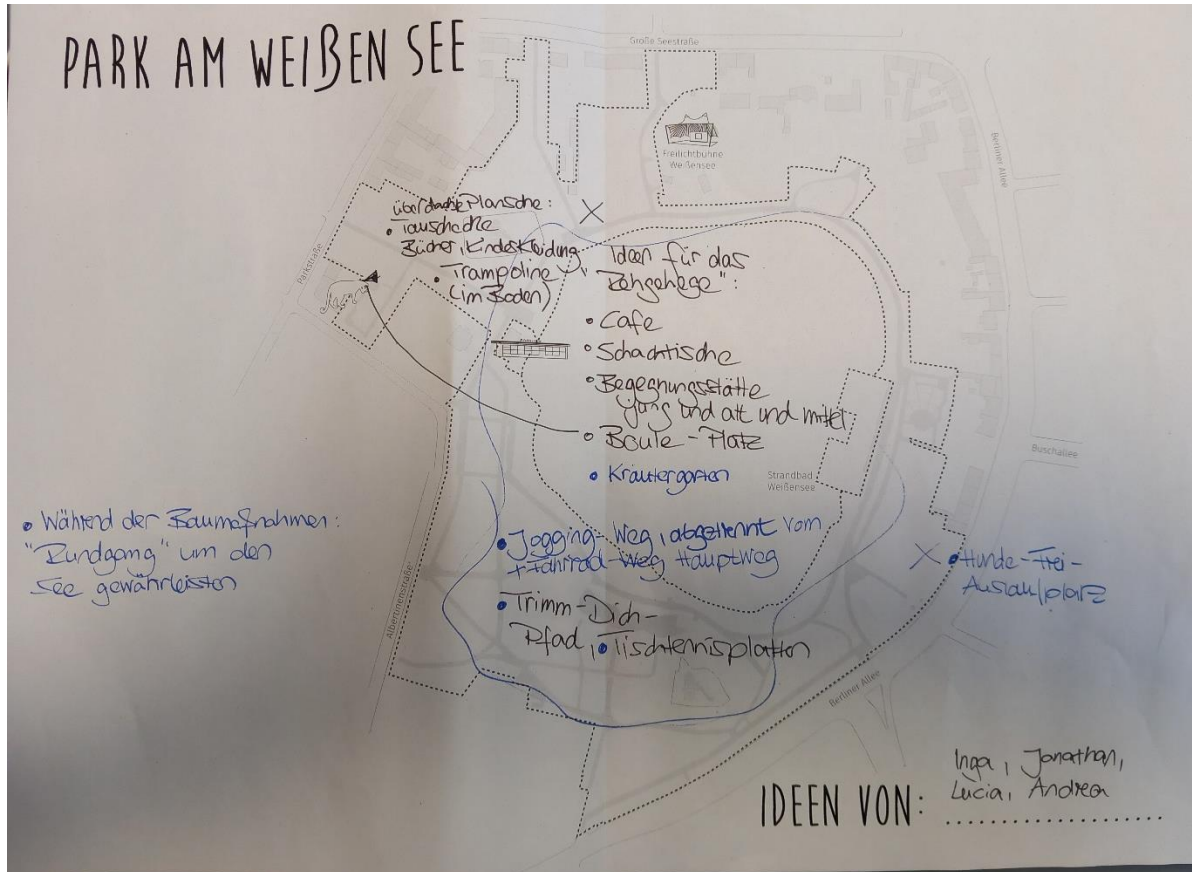 PARK AM WEIßEN SEE
Große Seestraße
Freilichtbühne
Weißensee
Berliner Allee
Parkstraße
überdachte Plansche:
• Tauschecke
Bücher, Kinderkleidung
• Trampoline
(im Boden)
Ideen für das
"Rehgehege":
• Cafe
• Schachtische
• Begegnungsstätte
jung und alt und mittel
• Boule-Platz
• Kräutergarten
Strandbad
Weißensee
Buschallee
• Während der Baumaßnahmen:
"Rundgang" um den
See gewährleisten
• Jogging-Weg, abgetrennt vom
+ Fahrrad-Weg Hauptweg
• Hunde-Frei-
Auslaufplatz
• Trimm-Dich-
Pfad, • Tischtennisplatten
Albertinenstraße
Berliner Allee
IDEEN VON:
Inga, Jonathan,
Lucia, Andrea